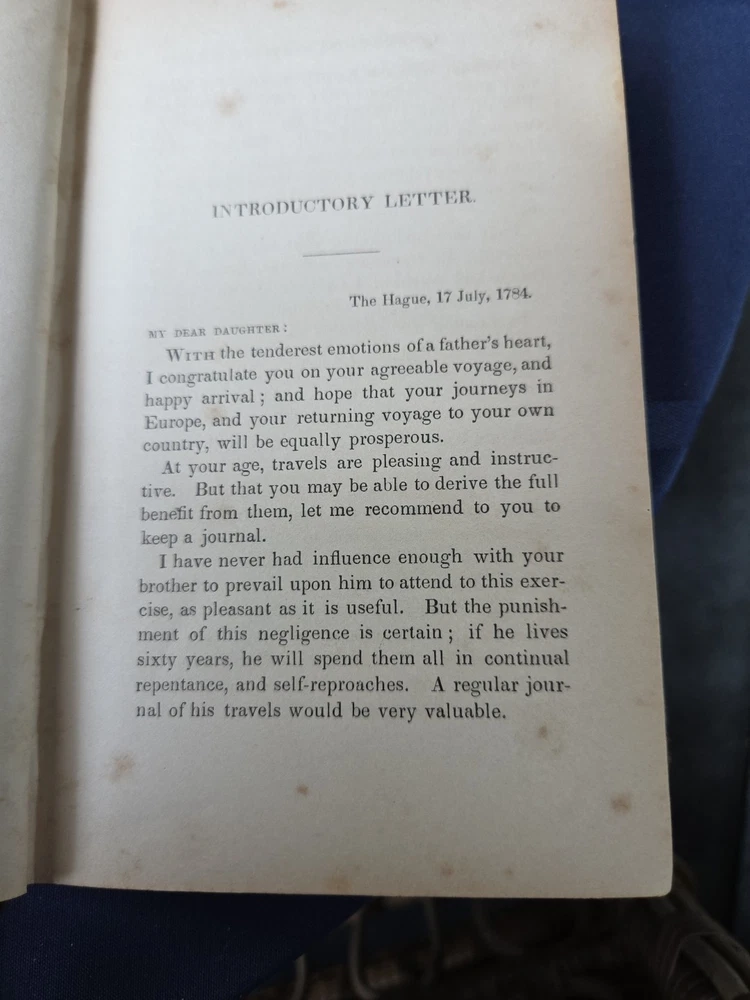 INTRODUCTORY LETTER.
The Hague, 17 July, 1784.
MY DEAR DAUGHTER:
WITH the tenderest emotions of a father's heart,
I congratulate you on your agreeable voyage, and
happy arrival; and hope that your journeys in
Europe, and your returning voyage to your own
country, will be equally prosperous.
At your age, travels are pleasing and instruc-
tive. But that you may be able to derive the full
benefit from them, let me recommend to you to
keep a journal.
I have never had influence enough with your
brother to prevail upon him to attend to this exer-
cise, as pleasant as it is useful. But the punish-
ment of this negligence is certain; if he lives
sixty years, he will spend them all in continual
repentance, and self-reproaches. A regular jour-
nal of his travels would be very valuable.